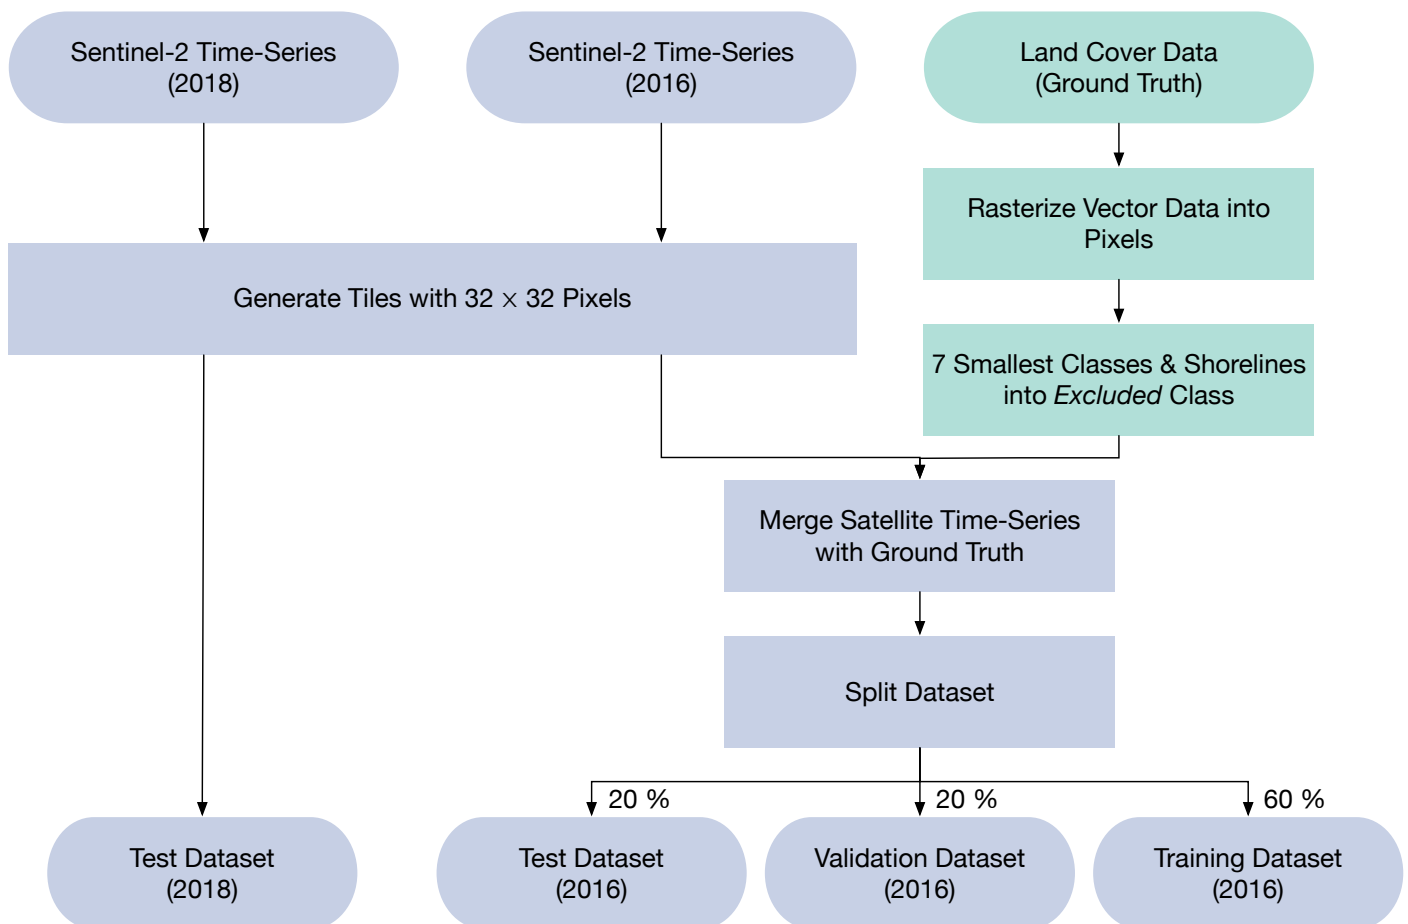 Sentinel-2 Time-Series
(2018)
Sentinel-2 Time-Series
(2016)
Land Cover Data
(Ground Truth)
Rasterize Vector Data into
Pixels
Generate Tiles with 32 × 32 Pixels
7 Smallest Classes & Shorelines
into Excluded Class
Merge Satellite Time-Series
with Ground Truth
Split Dataset
20 %
20 %
60 %
Test Dataset
(2018)
Test Dataset
(2016)
Validation Dataset
(2016)
Training Dataset
(2016)